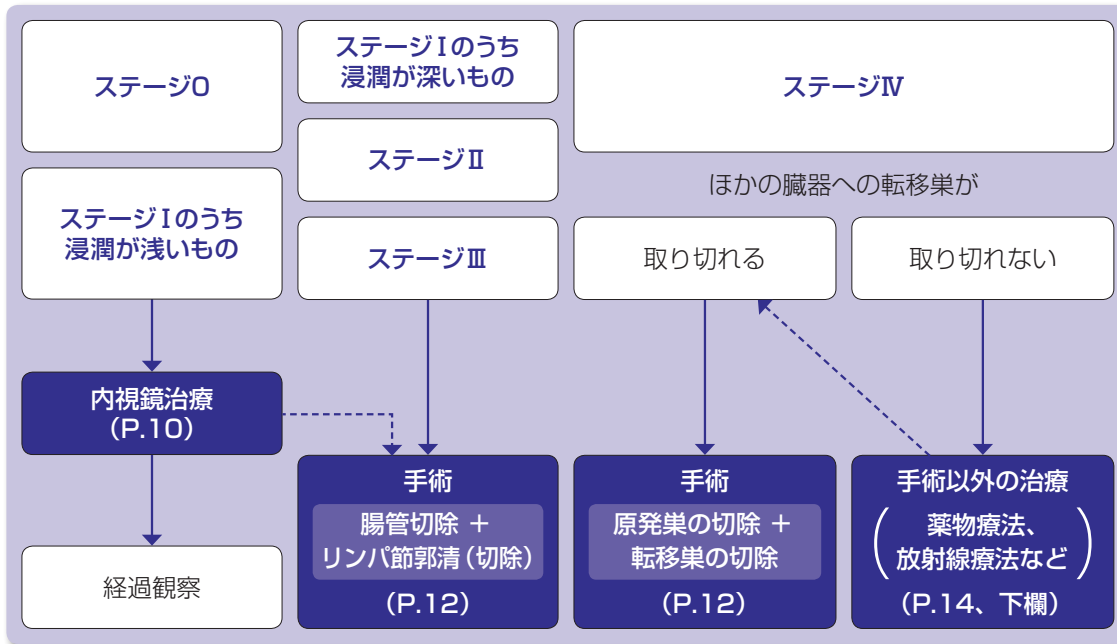 ステージ0
ステージⅠのうち
浸潤が浅いもの
内視鏡治療
(P.10)
経過観察
ステージⅠのうち
浸潤が深いもの
ステージⅡ
ステージⅢ
手術
腸管切除 +
リンパ節郭清(切除)
(P.12)
ステージⅣ
ほかの臓器への転移巣が
取り切れる
手術
原発巣の切除 +
転移巣の切除
(P.12)
取り切れない
手術以外の治療
(薬物療法、
放射線療法など)
(P.14、下欄)